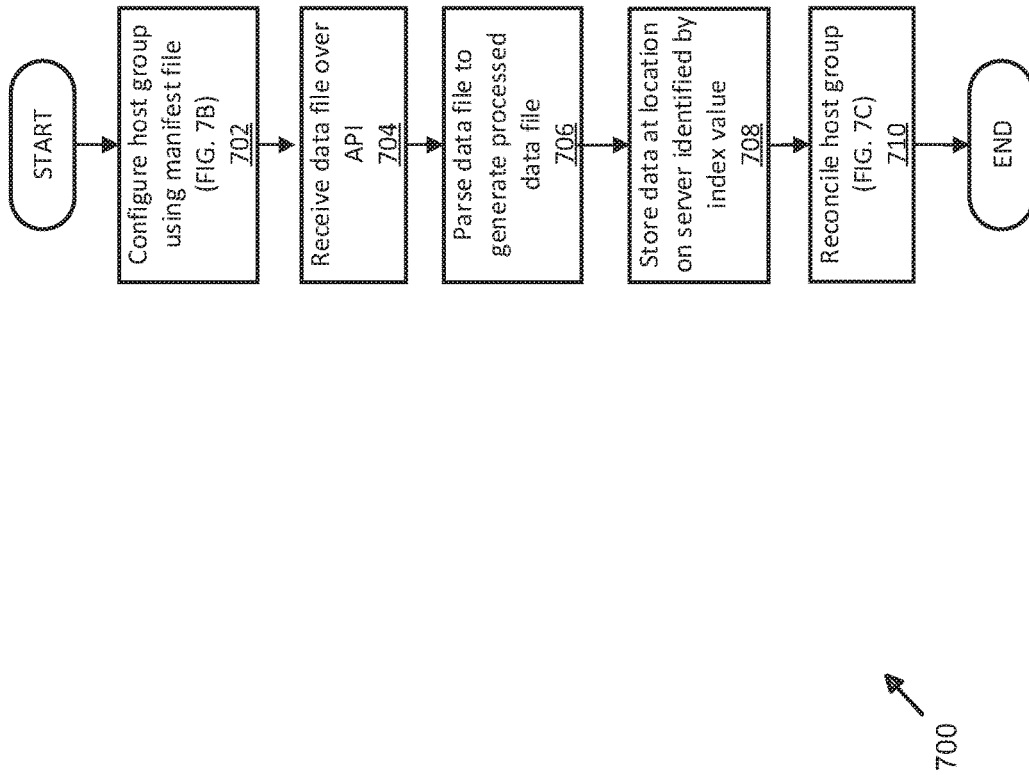 START
Configure host group
using manifest file
(FIG. 7B)
702
Receive data file over
API
704
Parse data file to
generate processed
data file
706
Store data at location
on server identified by
index value
708
Reconcile host group
(FIG. 7C)
710
END
700